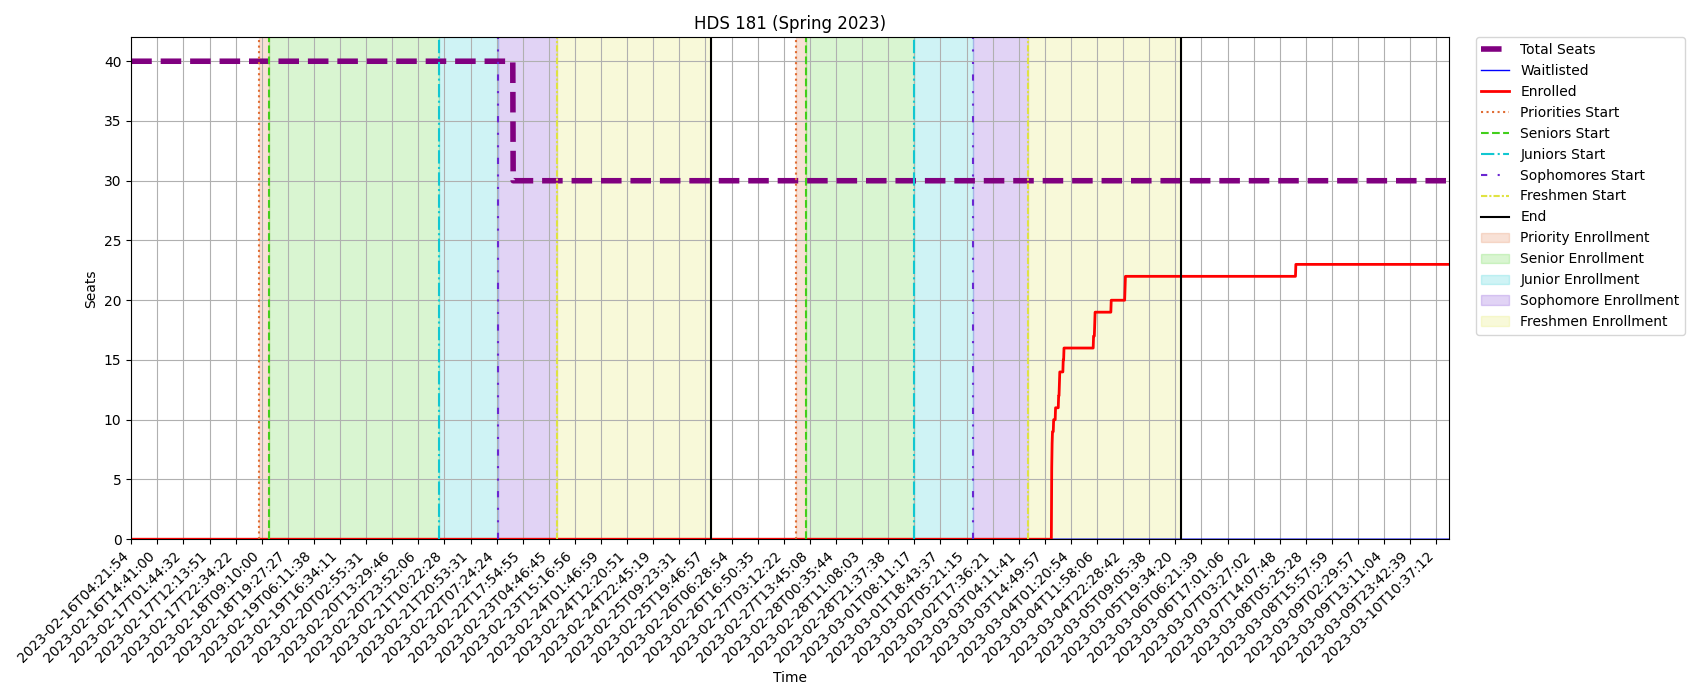 HDS 181 (Spring 2023)
Seats
40
35
30
25
20
15
10
5
0
2023-02-16T04:21:54
2023-02-16T14:41:00
2023-02-17T01:44:32
2023-02-17T12:13:51
2023-02-17T22:34:22
2023-02-18T09:10:00
2023-02-18T19:27:27
2023-02-19T06:11:38
2023-02-19T16:34:11
2023-02-20T02:55:31
2023-02-20T13:29:46
2023-02-20T23:52:06
2023-02-21T10:22:28
2023-02-21T20:53:31
2023-02-22T07:24:24
2023-02-22T17:54:55
2023-02-23T04:46:45
2023-02-23T15:16:56
2023-02-24T01:46:59
2023-02-24T12:20:51
2023-02-24T22:45:19
2023-02-25T09:23:31
2023-02-25T19:46:57
2023-02-26T06:28:54
2023-02-26T16:50:35
2023-02-27T03:12:22
2023-02-27T13:45:08
2023-02-28T00:35:44
2023-02-28T11:08:03
2023-02-28T21:37:38
2023-03-01T08:11:17
2023-03-01T18:43:37
2023-03-02T05:21:15
2023-03-02T17:36:21
2023-03-03T04:11:41
2023-03-03T14:49:57
2023-03-04T01:20:54
2023-03-04T11:58:06
2023-03-04T22:28:42
2023-03-05T09:05:38
2023-03-05T19:34:20
2023-03-06T06:21:39
2023-03-06T17:01:06
2023-03-07T03:27:02
2023-03-07T14:07:48
2023-03-08T05:25:28
2023-03-08T15:57:59
2023-03-09T02:29:57
2023-03-09T13:11:04
2023-03-09T23:42:39
2023-03-10T10:37:12
Time
Total Seats
Waitlisted
Enrolled
Priorities Start
Seniors Start
Juniors Start
Sophomores Start
Freshmen Start
End
Priority Enrollment
Senior Enrollment
Junior Enrollment
Sophomore Enrollment
Freshmen Enrollment